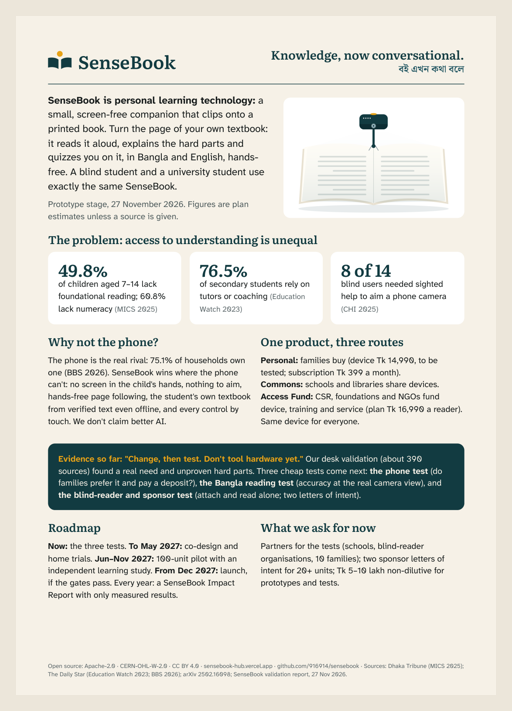 SenseBook
Knowledge, now conversational.
বই এখন কথা বলে
SenseBook is personal learning technology: a
small, screen-free companion that clips onto a
printed book. Turn the page of your own textbook:
it reads it aloud, explains the hard parts and
quizzes you on it, in Bangla and English, hands-
free. A blind student and a university student use
exactly the same SenseBook.
Prototype stage, 27 November 2026. Figures are plan
estimates unless a source is given.
The problem: access to understanding is unequal
49.8%
of children aged 7–14 lack
foundational reading; 60.8%
lack numeracy (MICS 2025)
76.5%
of secondary students rely on
tutors or coaching (Education
Watch 2023)
8 of 14
blind users needed sighted
help to aim a phone camera
(CHI 2025)
Why not the phone?
The phone is the real rival: 75.1% of households own
one (BBS 2026). SenseBook wins where the phone
can't: no screen in the child's hands, nothing to aim,
hands-free page following, the student's own textbook
from verified text even offline, and every control by
touch. We don't claim better AI.
One product, three routes
Personal: families buy (device Tk 14,990, to be
tested; subscription Tk 399 a month).
Commons: schools and libraries share devices.
Access Fund: CSR, foundations and NGOs fund
device, training and service (plan Tk 16,990 a reader).
Same device for everyone.
Evidence so far: "Change, then test. Don't tool hardware yet." Our desk validation (about 390
sources) found a real need and unproven hard parts. Three cheap tests come next: the phone test (do
families prefer it and pay a deposit?), the Bangla reading test (accuracy at the real camera view), and
the blind-reader and sponsor test (attach and read alone; two letters of intent).
Roadmap
Now: the three tests. To May 2027: co-design and
home trials. Jun–Nov 2027: 100-unit pilot with an
independent learning study. From Dec 2027: launch,
if the gates pass. Every year: a SenseBook Impact
Report with only measured results.
What we ask for now
Partners for the tests (schools, blind-reader
organisations, 10 families); two sponsor letters of
intent for 20+ units; Tk 5–10 lakh non-dilutive for
prototypes and tests.
Open source: Apache-2.0 · CERN-OHL-W-2.0 · CC BY 4.0 · sensebook-hub.vercel.app · github.com/916914/sensebook · Sources: Dhaka Tribune (MICS 2025);
The Daily Star (Education Watch 2023; BBS 2026); arXiv 2502.16098; SenseBook validation report, 27 Nov 2026.